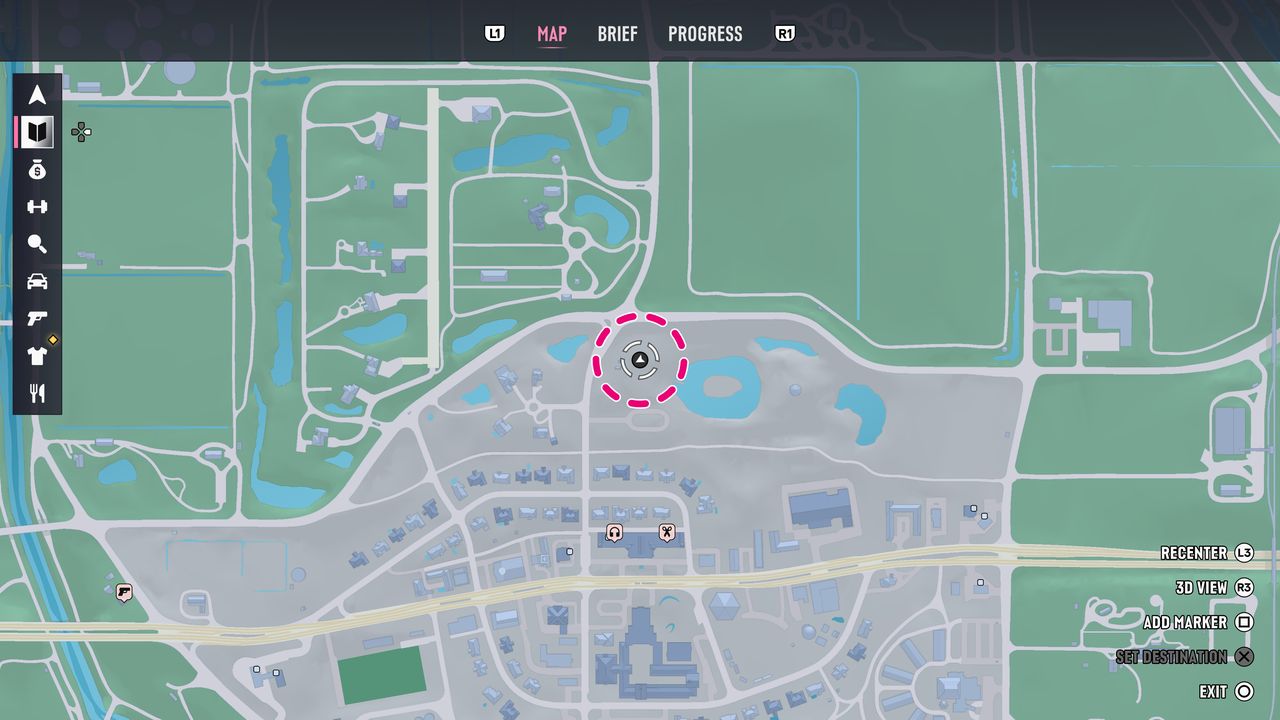 L1 MAP BRIEF PROGRESS R1
RECENTER L3
3D VIEW R3
ADD MARKER
SET DESTINATION
EXIT